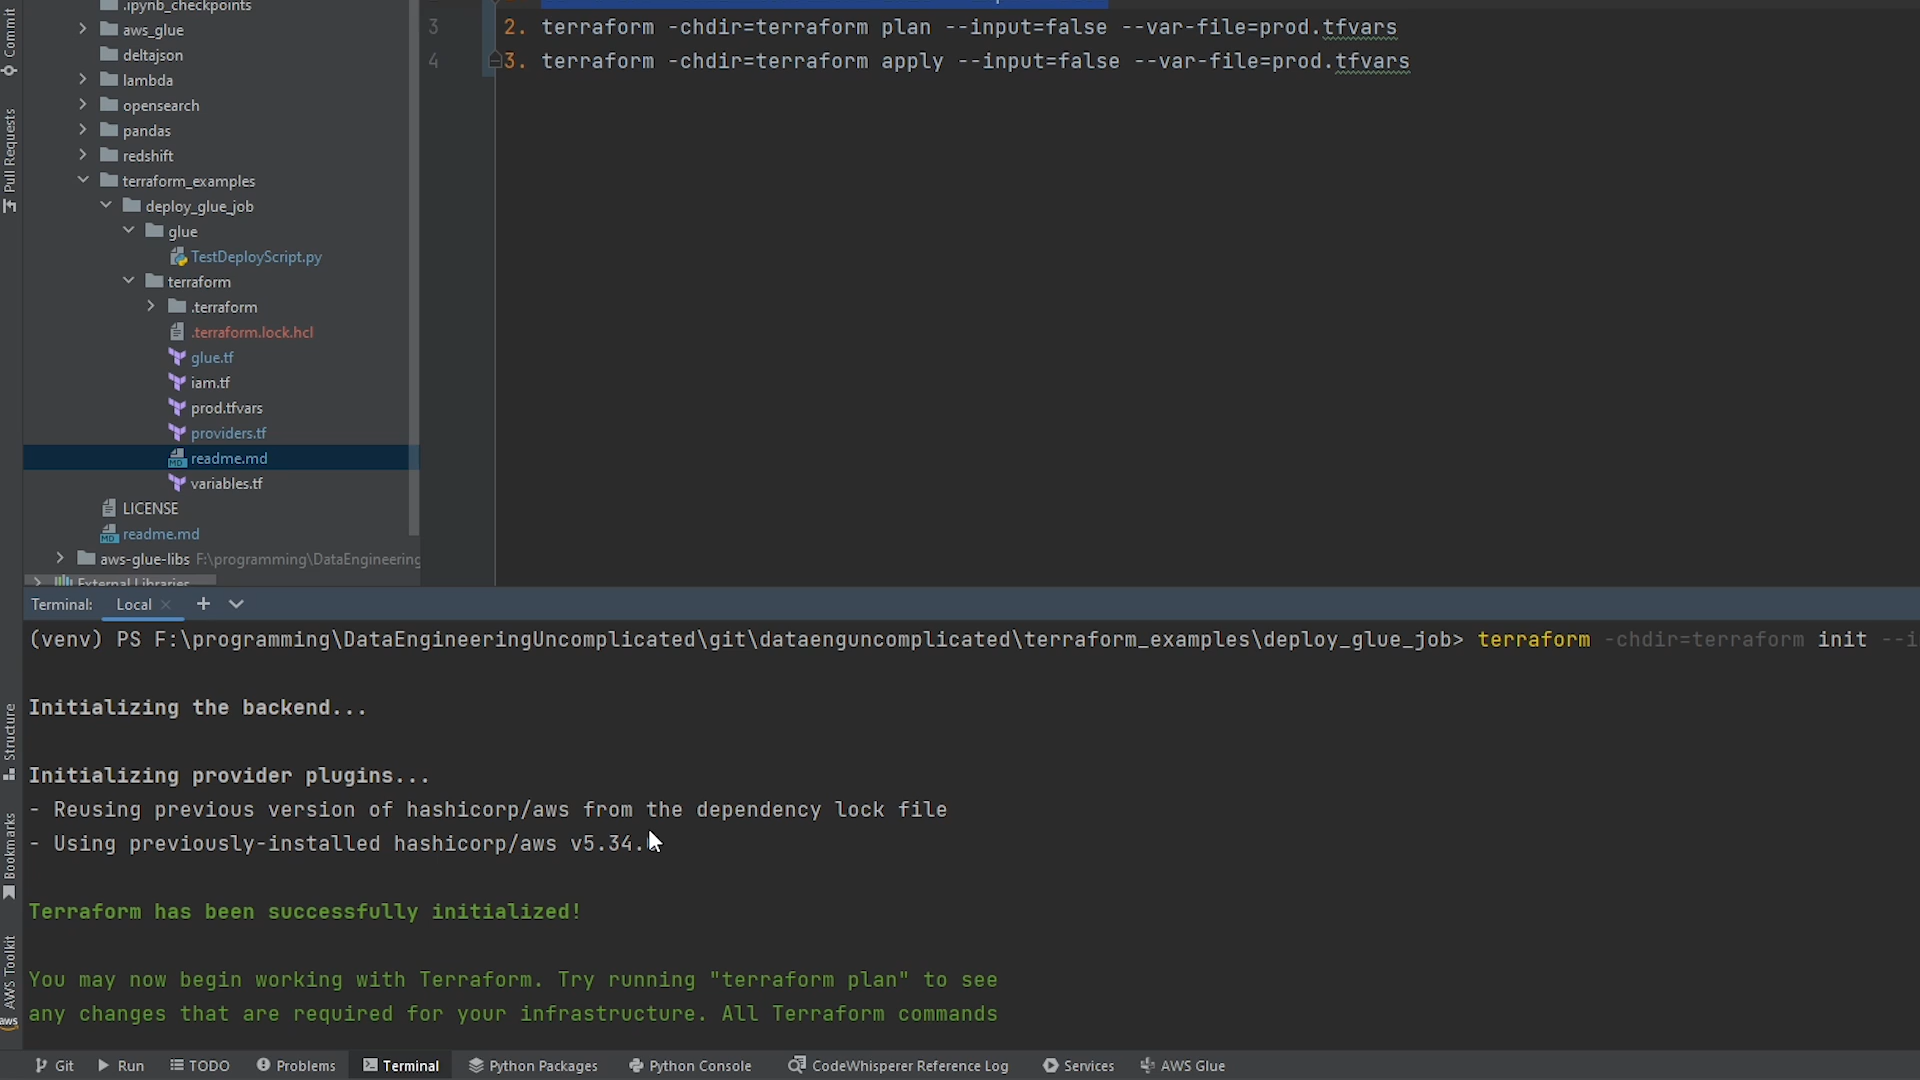 Commit
Pull Requests
.ipynb_checkpoints
aws_glue
deltajson
lambda
opensearch
pandas
redshift
terraform_examples
deploy_glue_job
glue
TestDeployScript.py
terraform
.terraform
.terraform.lock.hcl
glue.tf
iam.tf
prod.tfvars
providers.tf
readme.md
variables.tf
LICENSE
readme.md
aws-glue-libs F:\programming\DataEngineering
External Libraries
3 2. terraform -chdir=terraform plan --input=false --var-file=prod.tfvars
4 3. terraform -chdir=terraform apply --input=false --var-file=prod.tfvars
Terminal: Local
(venv) PS F:\programming\DataEngineeringUncomplicated\git\dataenguncomplicated\terraform_examples\deploy_glue_job> terraform -chdir=terraform init --i
Initializing the backend...
Initializing provider plugins...
- Reusing previous version of hashicorp/aws from the dependency lock file
- Using previously-installed hashicorp/aws v5.34.
Terraform has been successfully initialized!
You may now begin working with Terraform. Try running "terraform plan" to see
any changes that are required for your infrastructure. All Terraform commands
Structure
Bookmarks
AWS Toolkit
aws
Git Run TODO Problems Terminal Python Packages Python Console CodeWhisperer Reference Log Services AWS Glue